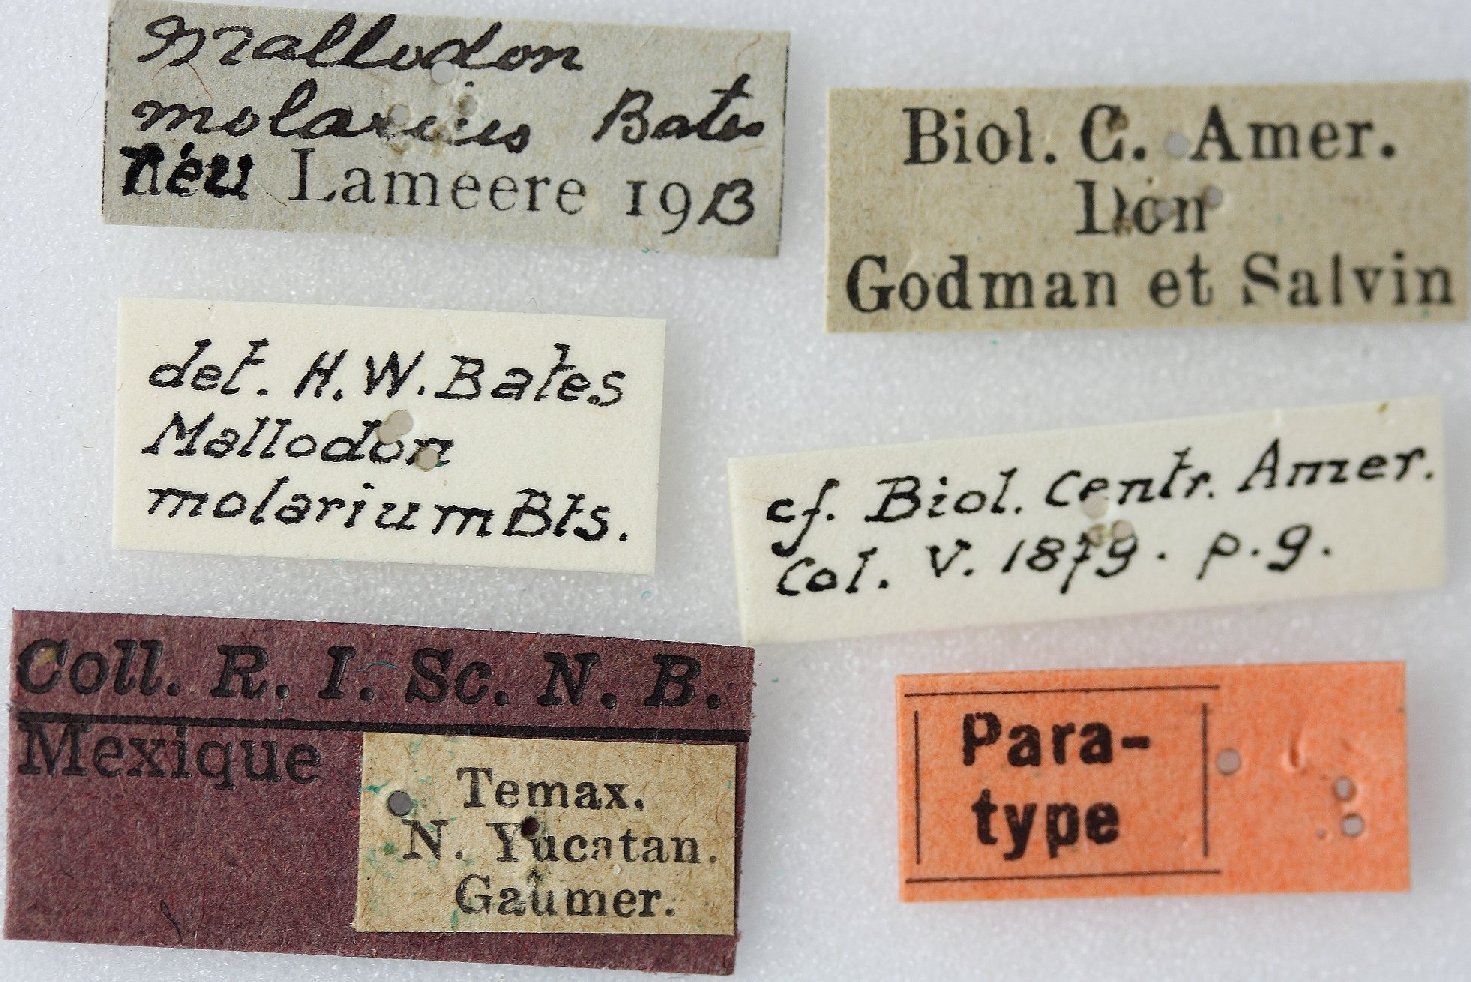 Mallodon
molarius Bates
rév Lameere 1913
Biol. C. Amer.
Don
Godman et Salvin
det. H.W. Bates
Mallodon
molarium Bts.
cf. Biol. Centr. Amer.
Col. V. 1879. p. 9.
Coll. R. I. Sc. N. B.
Mexique
Temax.
N. Yucatan.
Gaumer.
Para-
type